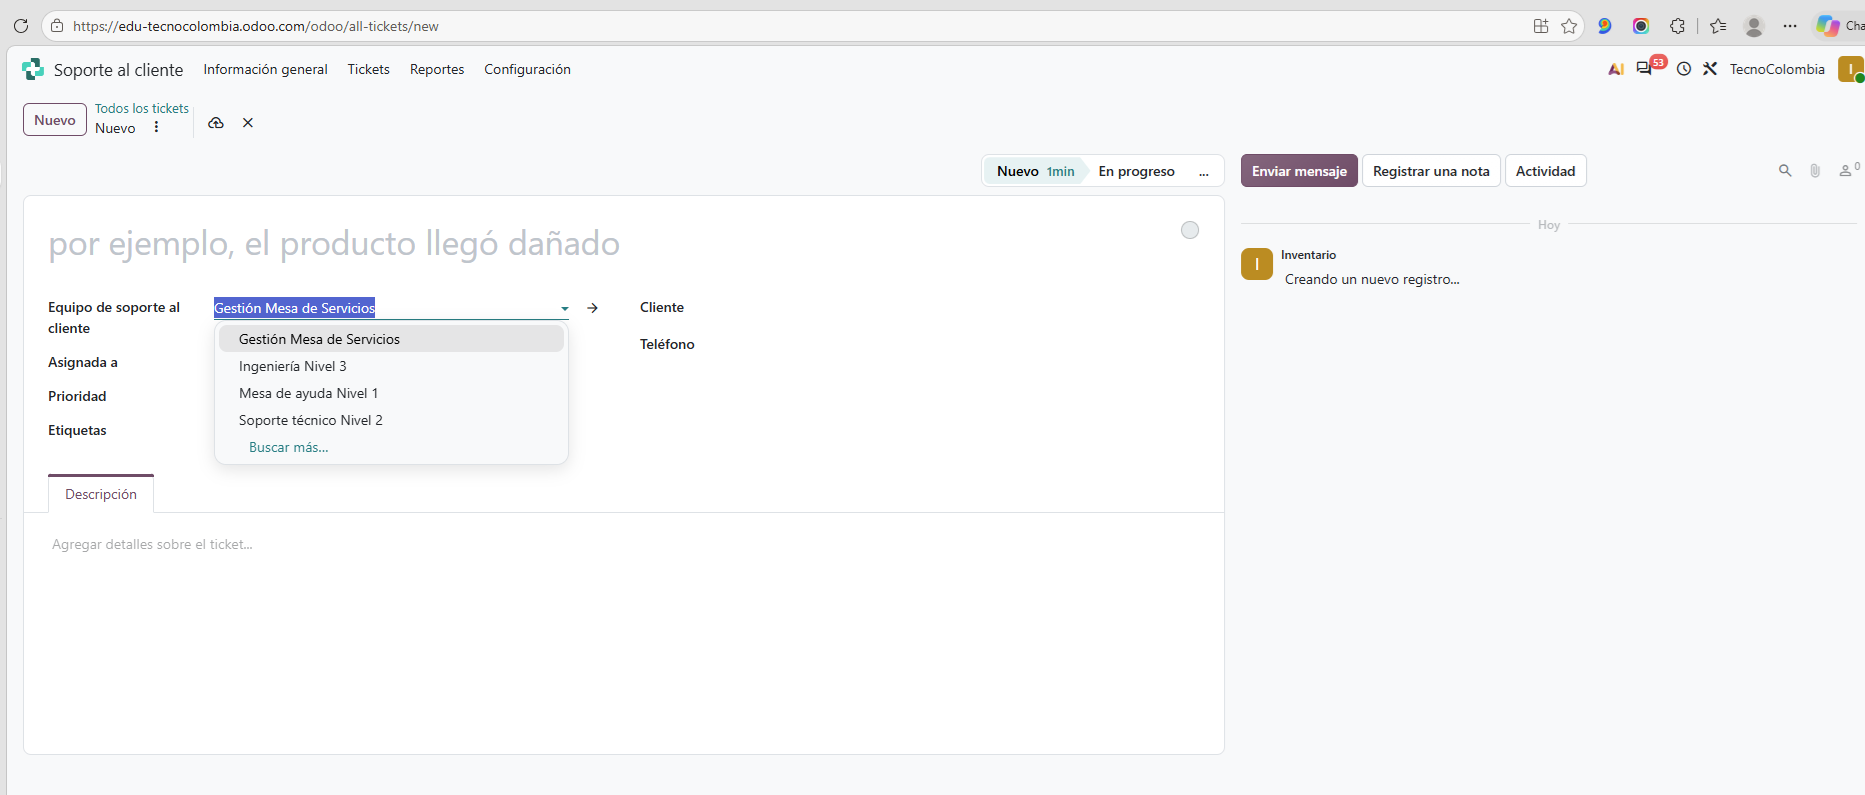 https://edu-tecnocolombia.odoo.com/odoo/all-tickets/new
Soporte al cliente Información general Tickets Reportes Configuración
AI 53 TecnoColombia I
Nuevo
Todos los tickets
Nuevo
Nuevo 1min En progreso ...
Enviar mensaje Registrar una nota Actividad 0
por ejemplo, el producto llegó dañado
Hoy
I Inventario
Creando un nuevo registro...
Equipo de soporte al cliente
Gestión Mesa de Servicios
Gestión Mesa de Servicios
Ingeniería Nivel 3
Mesa de ayuda Nivel 1
Soporte técnico Nivel 2
Buscar más...
Asignada a
Prioridad
Etiquetas
Cliente
Teléfono
Descripción
Agregar detalles sobre el ticket...